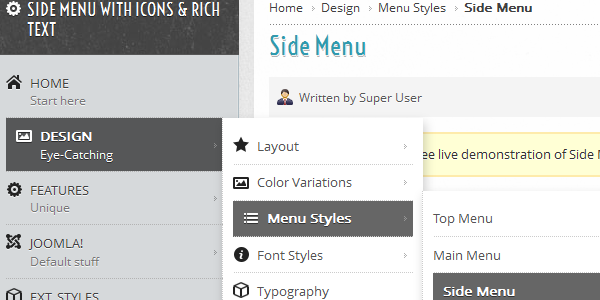 SIDE MENU WITH ICONS & RICH
TEXT
HOME
Start here
DESIGN
Eye-Catching
FEATURES
Unique
JOOMLA!
Default stuff
EXT. STYLES
Layout
Color Variations
Menu Styles
Font Styles
Typography
Top Menu
Main Menu
Side Menu
Home › Design › Menu Styles › Side Menu
Side Menu
Written by Super User
live demonstration of Side